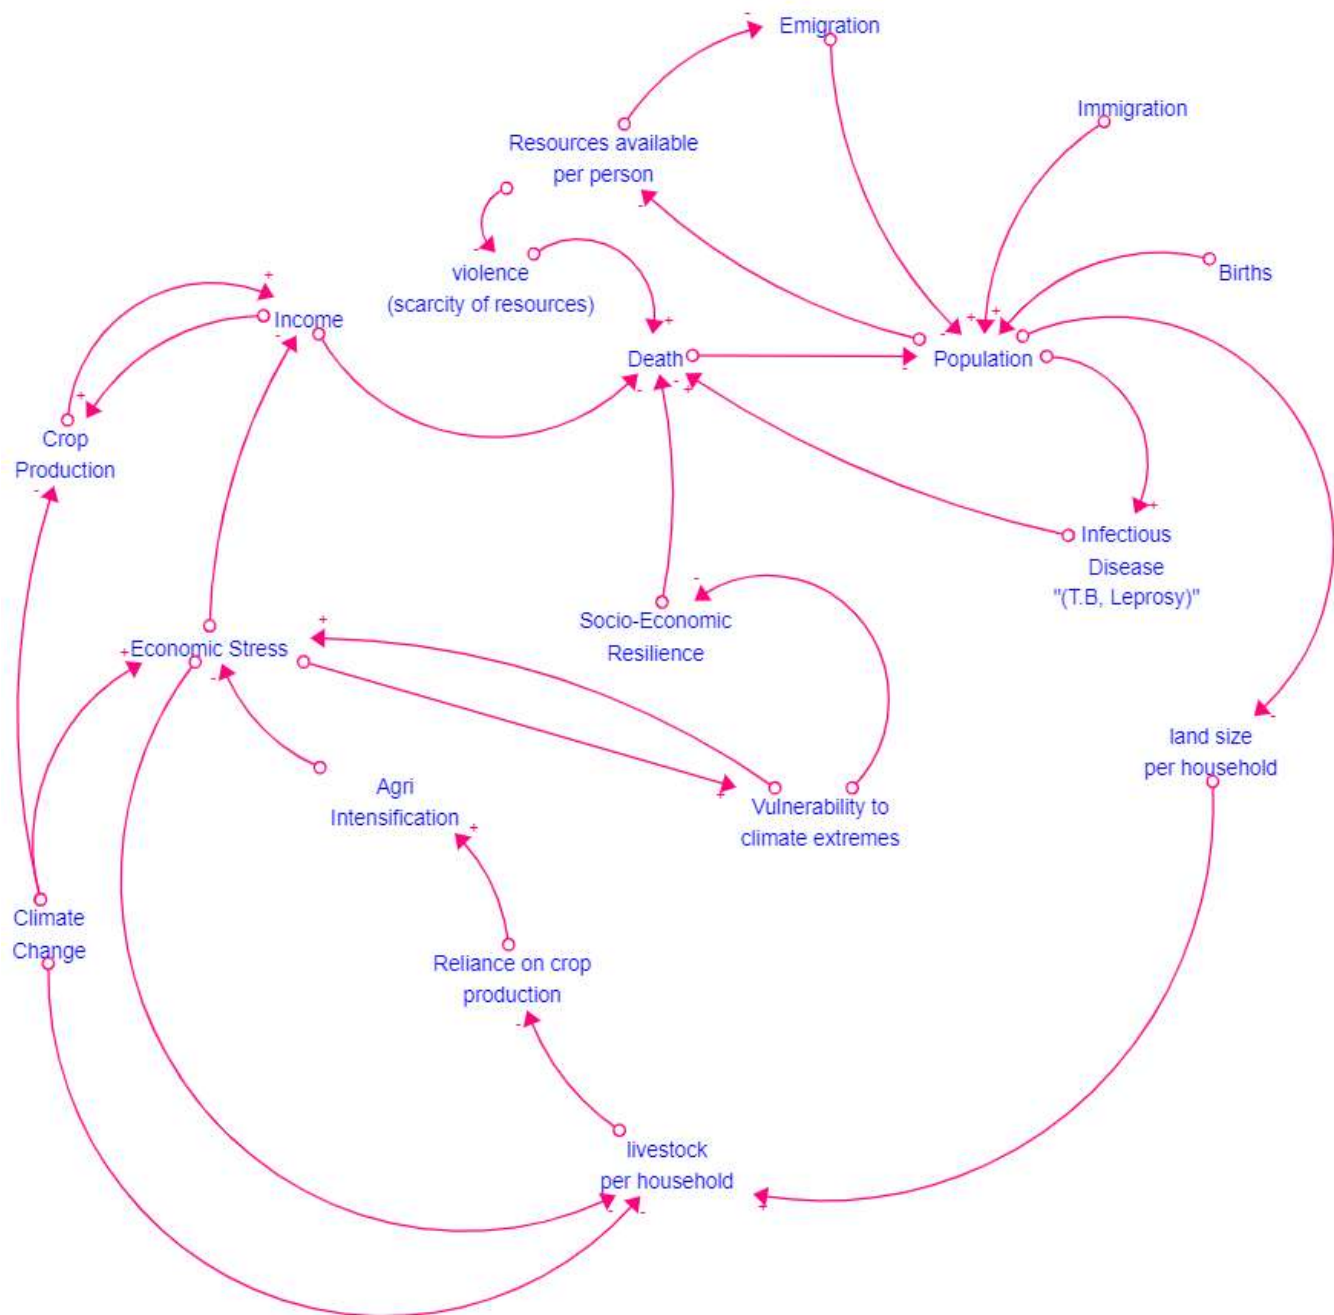 Emigration
Immigration
Resources available
per person
violence
(scarcity of resources)
Births
Income
Death
Population
Crop
Production
Infectious
Disease
"(T.B, Leprosy)"
Socio-Economic
Resilience
Economic Stress
land size
per household
Agri
Intensification
Vulnerability to
climate extremes
Climate
Change
Reliance on crop
production
livestock
per household